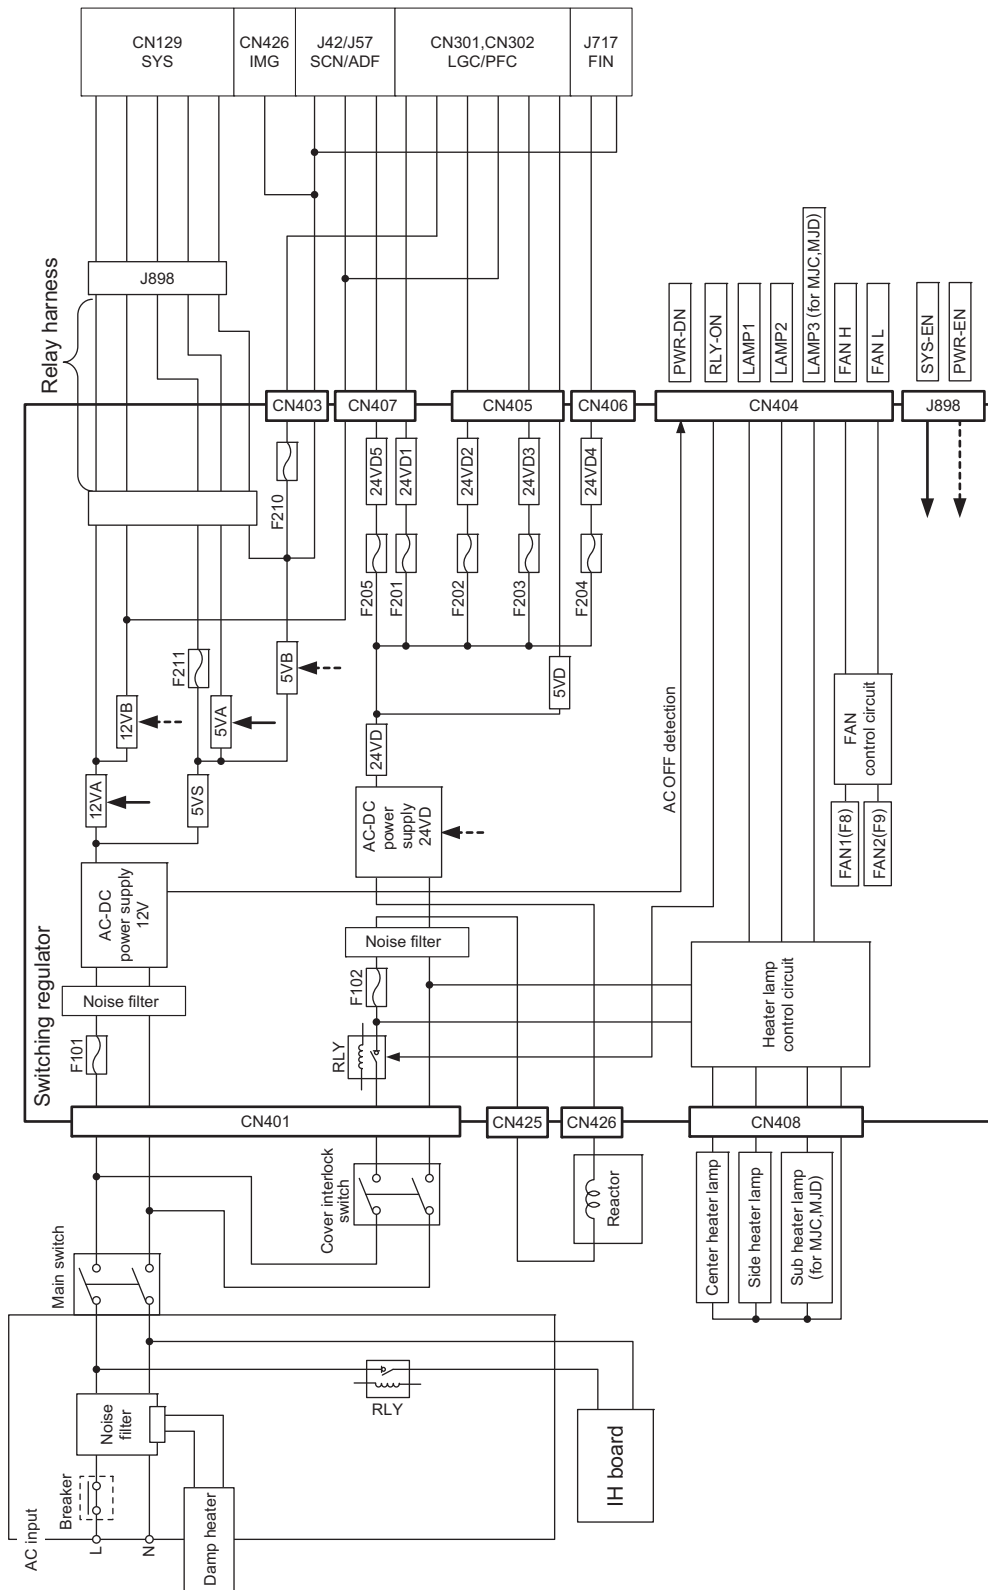 CN129
SYS
CN426
IMG
J42/J57
SCN/ADF
CN301,CN302
LGC/PFC
J717
FIN
Relay harness
J898
PWR-DN
RLY-ON
LAMP1
LAMP2
LAMP3 (for MJC,MJD)
FAN H
FAN L
SYS-EN
PWR-EN
CN403
CN407
CN405
CN406
CN404
J898
F210
24VD5
24VD1
24VD2
24VD3
24VD4
F205
F201
F202
F203
F204
F211
12VB
5VA
5VB
5VD
24VD
12VA
5VS
AC OFF detection
FAN
control circuit
FAN1(F8)
FAN2(F9)
AC-DC
power supply
12V
AC-DC
power
supply
24VD
Switching regulator
Noise filter
Noise filter
F101
F102
RLY
Heater lamp
control circuit
CN401
CN425
CN426
CN408
Cover interlock
switch
Reactor
Center heater lamp
Side heater lamp
Sub heater lamp
(for MJC,MJD)
Main switch
RLY
Noise
filter
IH board
Breaker
AC input
L
N
Damp heater